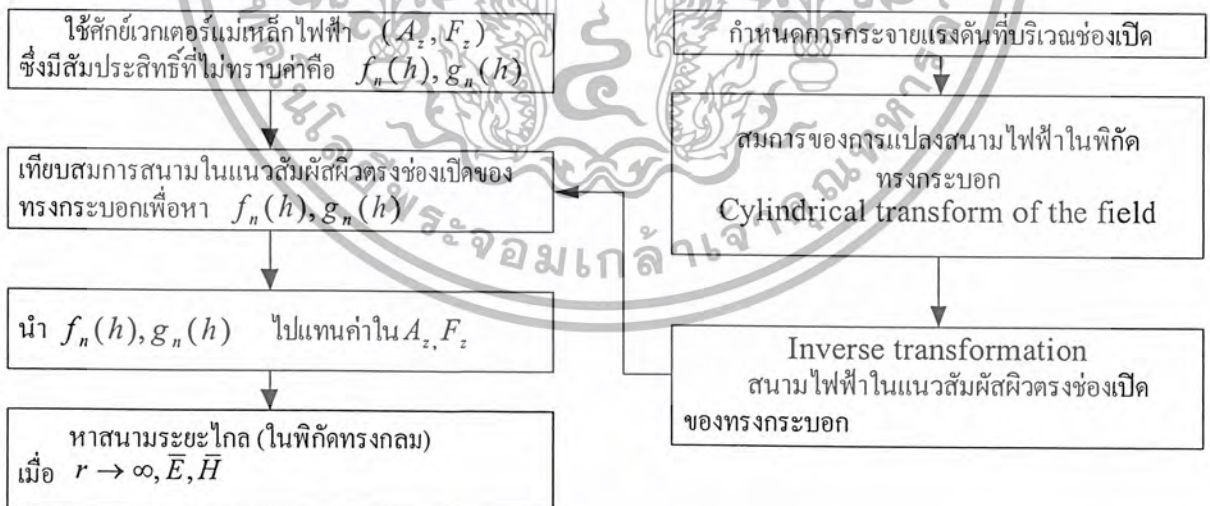 ใช้ศักย์เวกเตอร์แม่เหล็กไฟฟ้า (A_z, F_z)
ซึ่งมีสัมประสิทธิ์ที่ไม่ทราบค่าคือ f_n(h), g_n(h)
เทียบสมการสนามในแนวสัมผัสผิวตรงช่องเปิดของ
ทรงกระบอกเพื่อหา f_n(h), g_n(h)
นำ f_n(h), g_n(h) ไปแทนค่าใน A_z, F_z
หาสนามระยะไกล (ในพิกัดทรงกลม)
เมื่อ r → ∞, E̅, H̅
กำหนดการกระจายแรงดันที่บริเวณช่องเปิด
สมการของการแปลงสนามไฟฟ้าในพิกัด
ทรงกระบอก
Cylindrical transform of the field
Inverse transformation
สนามไฟฟ้าในแนวสัมผัสผิวตรงช่องเปิด
ของทรงกระบอก